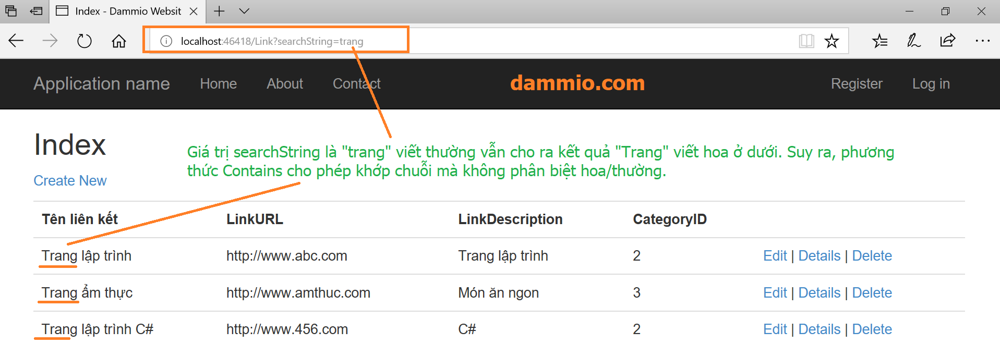 Index - Dammio Websit
localhost:46418/Link?searchString=trang
Application name Home About Contact dammio.com Register Log in
Index
Giá trị searchString là "trang" viết thường vẫn cho ra kết quả "Trang" viết hoa ở dưới. Suy ra, phương
thức Contains cho phép khớp chuỗi mà không phân biệt hoa/thường.
Create New
Tên liên kết LinkURL LinkDescription CategoryID
Trang lập trình http://www.abc.com Trang lập trình 2 Edit | Details | Delete
Trang ẩm thực http://www.amthuc.com Món ăn ngon 3 Edit | Details | Delete
Trang lập trình C# http://www.456.com C# 2 Edit | Details | Delete